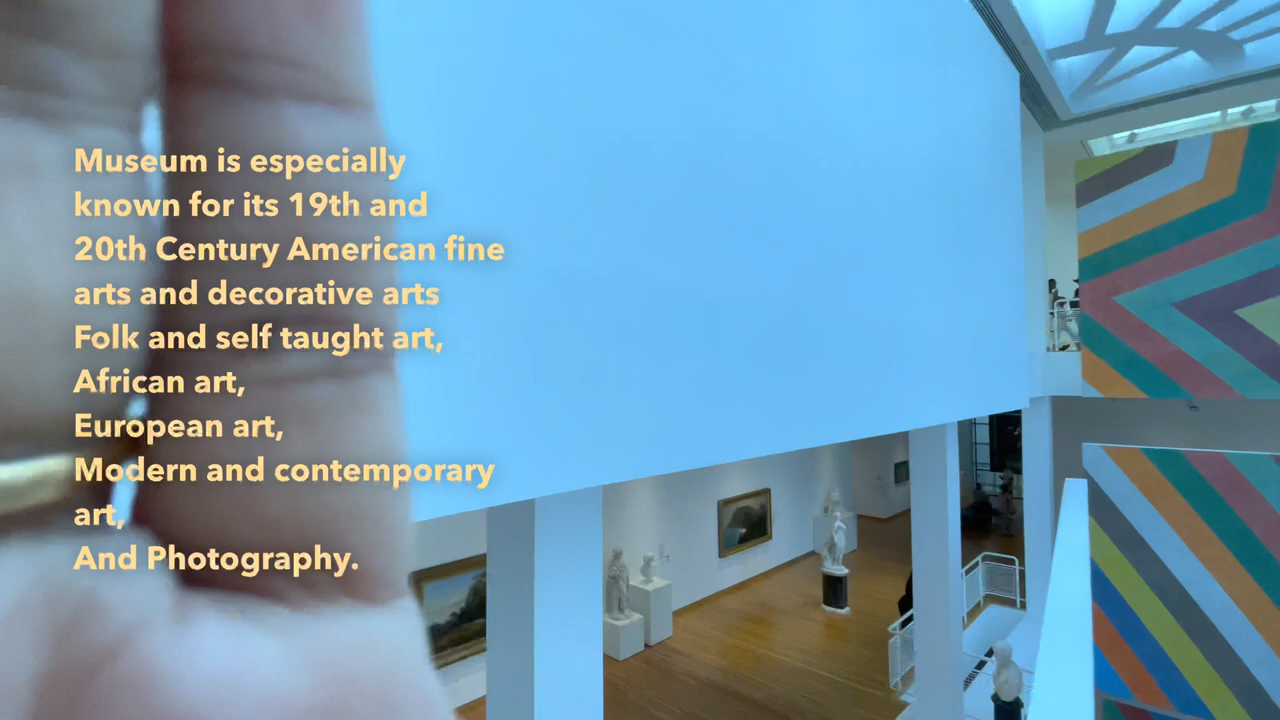 Museum is especially
known for its 19th and
20th Century American fine
arts and decorative arts
Folk and self taught art,
African art,
European art,
Modern and contemporary
art,
And Photography.